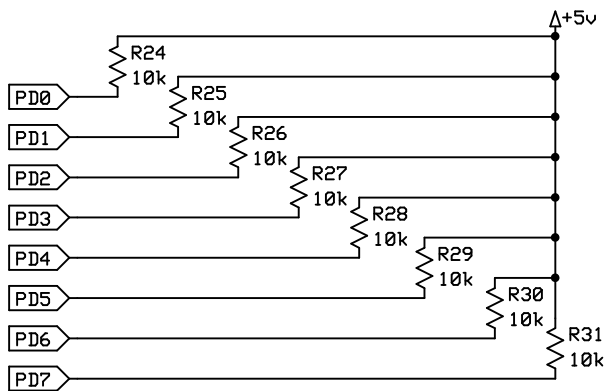 +5v
R24
10k
PD0
R25
10k
PD1
R26
10k
PD2
R27
10k
PD3
R28
10k
PD4
R29
10k
PD5
R30
10k
PD6
R31
10k
PD7